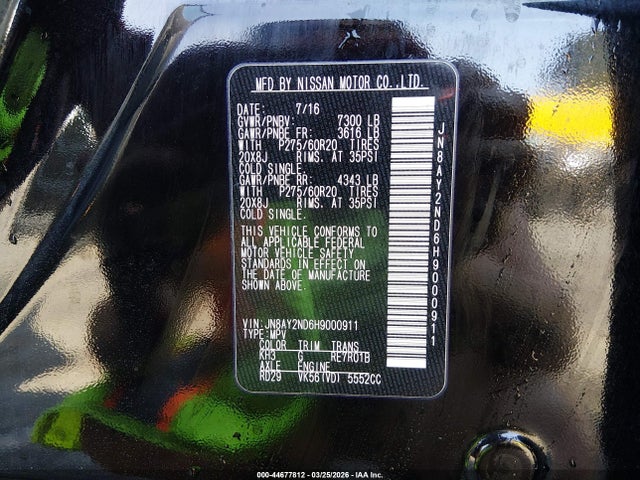 MFD BY NISSAN MOTOR CO.,LTD.
DATE: 7/16
GVWR/PNBV: 7300 LB
GAWR/PNBE FR: 3616 LB
WITH P275/60R20 TIRES
20X8J RIMS. AT 35PSI
COLD SINGLE.
GAWR/PNBE RR: 4343 LB
WITH P275/60R20 TIRES
20X8J RIMS. AT 35PSI
COLD SINGLE.
THIS VEHICLE CONFORMS TO
ALL APPLICABLE FEDERAL
MOTOR VEHICLE SAFETY
STANDARDS IN EFFECT ON
THE DATE OF MANUFACTURE
SHOWN ABOVE.
VIN:JN8AY2ND6H9000911
TYPE:MPV
COLOR TRIM TRANS
KH3 G RE7R01B
AXLE ENGINE
RD29 VK56(VD) 5552CC
JN8AY2ND6H9000911
000-44677812 - 03/25/2026 - IAA Inc.